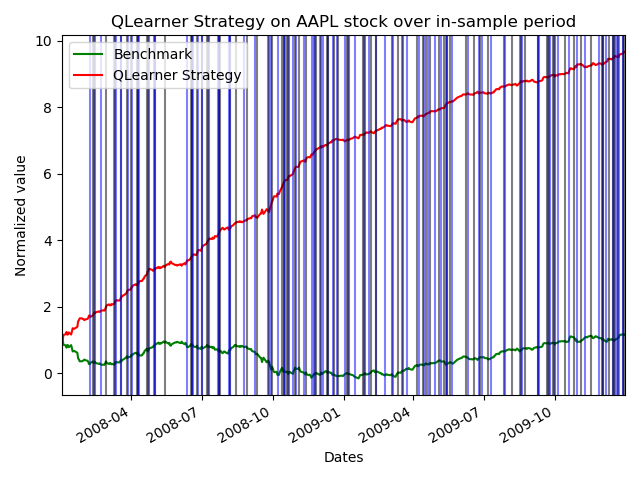 QLearner Strategy on AAPL stock over in-sample period
Benchmark
QLearner Strategy
Normalized value
10
8
6
4
2
0
2008-04
2008-07
2008-10
2009-01
2009-04
2009-07
2009-10
Dates